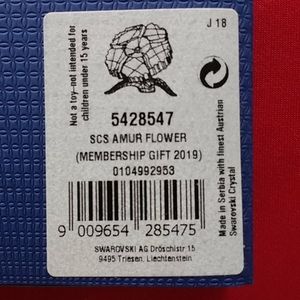 J 18
Not a toy-not intended for
children under 15 years
5428547
SCS AMUR FLOWER
(MEMBERSHIP GIFT 2019)
0104992953
9 009654 285475
SWAROVSKI AG Dröschistr. 15
9495 Triesen, Liechtenstein
Made in Serbia with finest Austrian
Swarovski Crystal